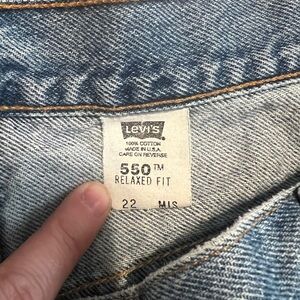 LEVI'S
100% COTTON
MADE IN U.S.A.
CARE ON REVERSE
550™
RELAXED FIT
22 MIS